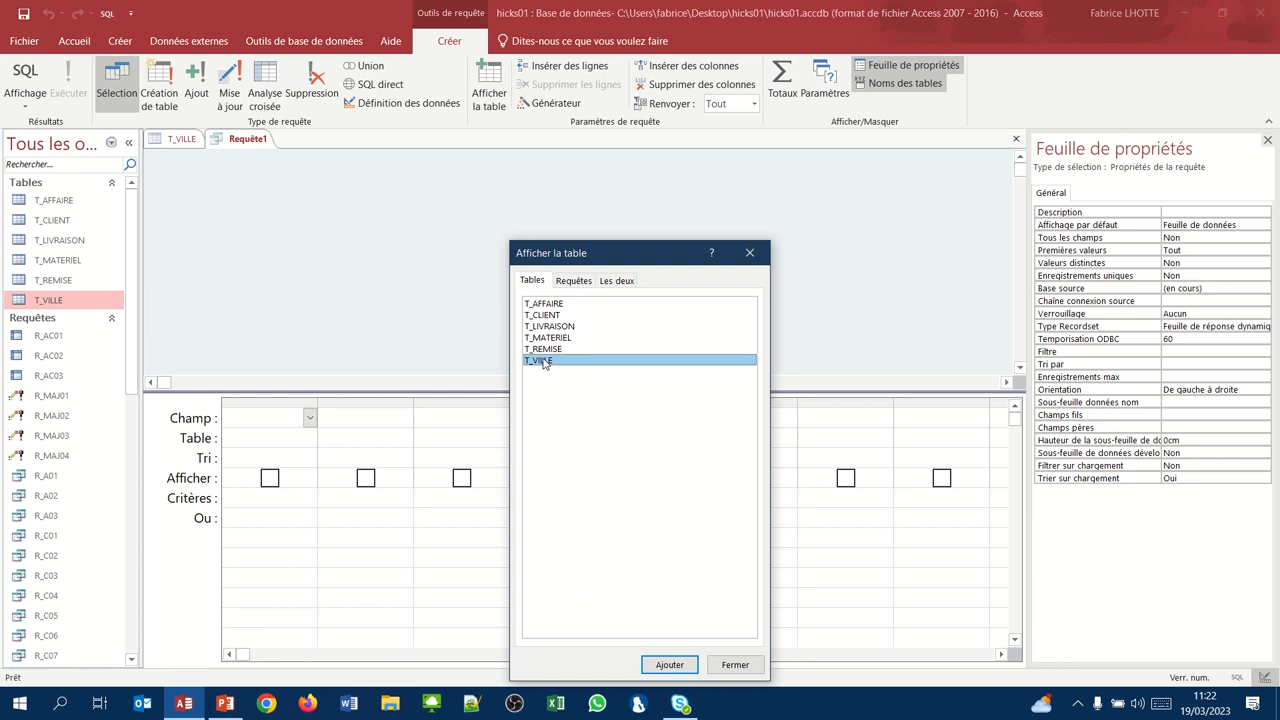 SQL
Outils de requête
hicks01 : Base de données- C:\Users\fabrice\Desktop\hicks01\hicks01.accdb (format de fichier Access 2007 - 2016) — Access
Fabrice LHOTTE
Fichier
Accueil
Créer
Données externes
Outils de base de données
Aide
Créer
Dites-nous ce que vous voulez faire
SQL
Affichage
Exécuter
Résultats
Sélection
Création
de table
Ajout
Mise
à jour
Analyse
croisée
Suppression
Union
SQL direct
Définition des données
Type de requête
Afficher
la table
Insérer des lignes
Supprimer les lignes
Générateur
Insérer des colonnes
Supprimer des colonnes
Renvoyer : Tout
Paramètres de requête
Totaux
Paramètres
Feuille de propriétés
Noms des tables
Afficher/Masquer
Tous les o...
Rechercher...
Tables
T_AFFAIRE
T_CLIENT
T_LIVRAISON
T_MATERIEL
T_REMISE
T_VILLE
Requêtes
R_AC01
R_AC02
R_AC03
R_MAJ01
R_MAJ02
R_MAJ03
R_MAJ04
R_A01
R_A02
R_A03
R_C01
R_C02
R_C03
R_C04
R_C05
R_C06
R_C07
T_VILLE
Requête1
Champ :
Table :
Tri :
Afficher :
Critères :
Ou :
Afficher la table
?
Tables
Requêtes
Les deux
T_AFFAIRE
T_CLIENT
T_LIVRAISON
T_MATERIEL
T_REMISE
T_VILLE
Ajouter
Fermer
Feuille de propriétés
Type de sélection : Propriétés de la requête
Général
Description
Affichage par défaut Feuille de données
Tous les champs Non
Premières valeurs Tout
Valeurs distinctes Non
Enregistrements uniques Non
Base source (en cours)
Chaîne connexion source
Verrouillage Aucun
Type Recordset Feuille de réponse dynamiq
Temporisation ODBC 60
Filtre
Tri par
Enregistrements max
Orientation De gauche à droite
Sous-feuille données nom
Champs fils
Champs pères
Hauteur de la sous-feuille de do 0cm
Sous-feuille de données dévelo Non
Filtrer sur chargement Non
Trier sur chargement Oui
Prêt
Verr. num.
SQL
11:22
19/03/2023